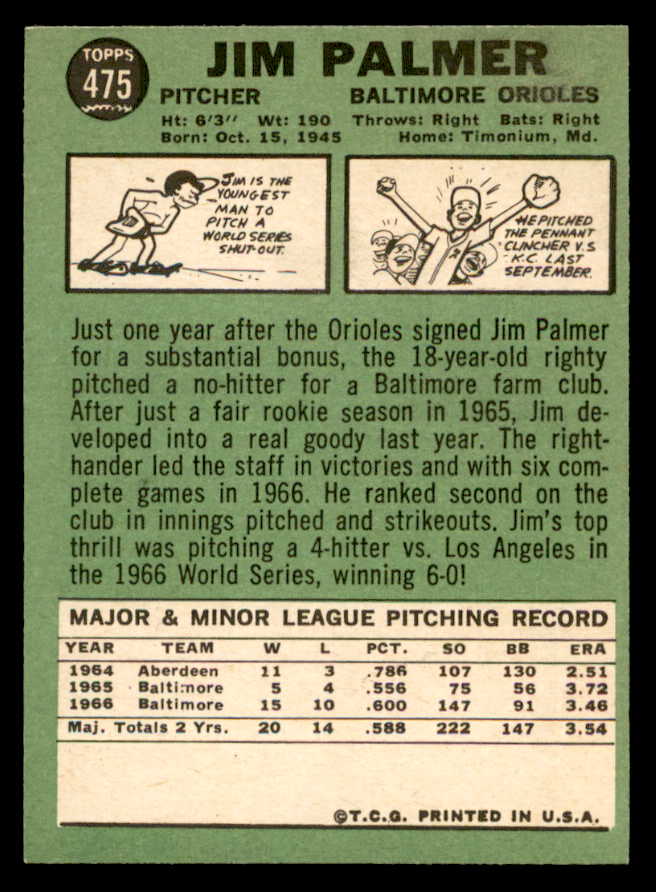 TOPPS
475
JIM PALMER
PITCHER BALTIMORE ORIOLES
Ht: 6'3" Wt: 190 Throws: Right Bats: Right
Born: Oct. 15, 1945 Home: Timonium, Md.
JIM IS THE
YOUNGEST
MAN TO
PITCH A
WORLD SERIES
SHUT-OUT.
HE PITCHED
THE PENNANT
CLINCHER V.S.
K.C. LAST
SEPTEMBER.
Just one year after the Orioles signed Jim Palmer
for a substantial bonus, the 18-year-old righty
pitched a no-hitter for a Baltimore farm club.
After just a fair rookie season in 1965, Jim de-
veloped into a real goody last year. The right-
hander led the staff in victories and with six com-
plete games in 1966. He ranked second on the
club in innings pitched and strikeouts. Jim's top
thrill was pitching a 4-hitter vs. Los Angeles in
the 1966 World Series, winning 6-0!
MAJOR & MINOR LEAGUE PITCHING RECORD
YEAR TEAM W L PCT. SO BB ERA
1964 Aberdeen 11 3 .786 107 130 2.51
1965 Baltimore 5 4 .556 75 56 3.72
1966 Baltimore 15 10 .600 147 91 3.46
Maj. Totals 2 Yrs. 20 14 .588 222 147 3.54
©T.C.G. PRINTED IN U.S.A.